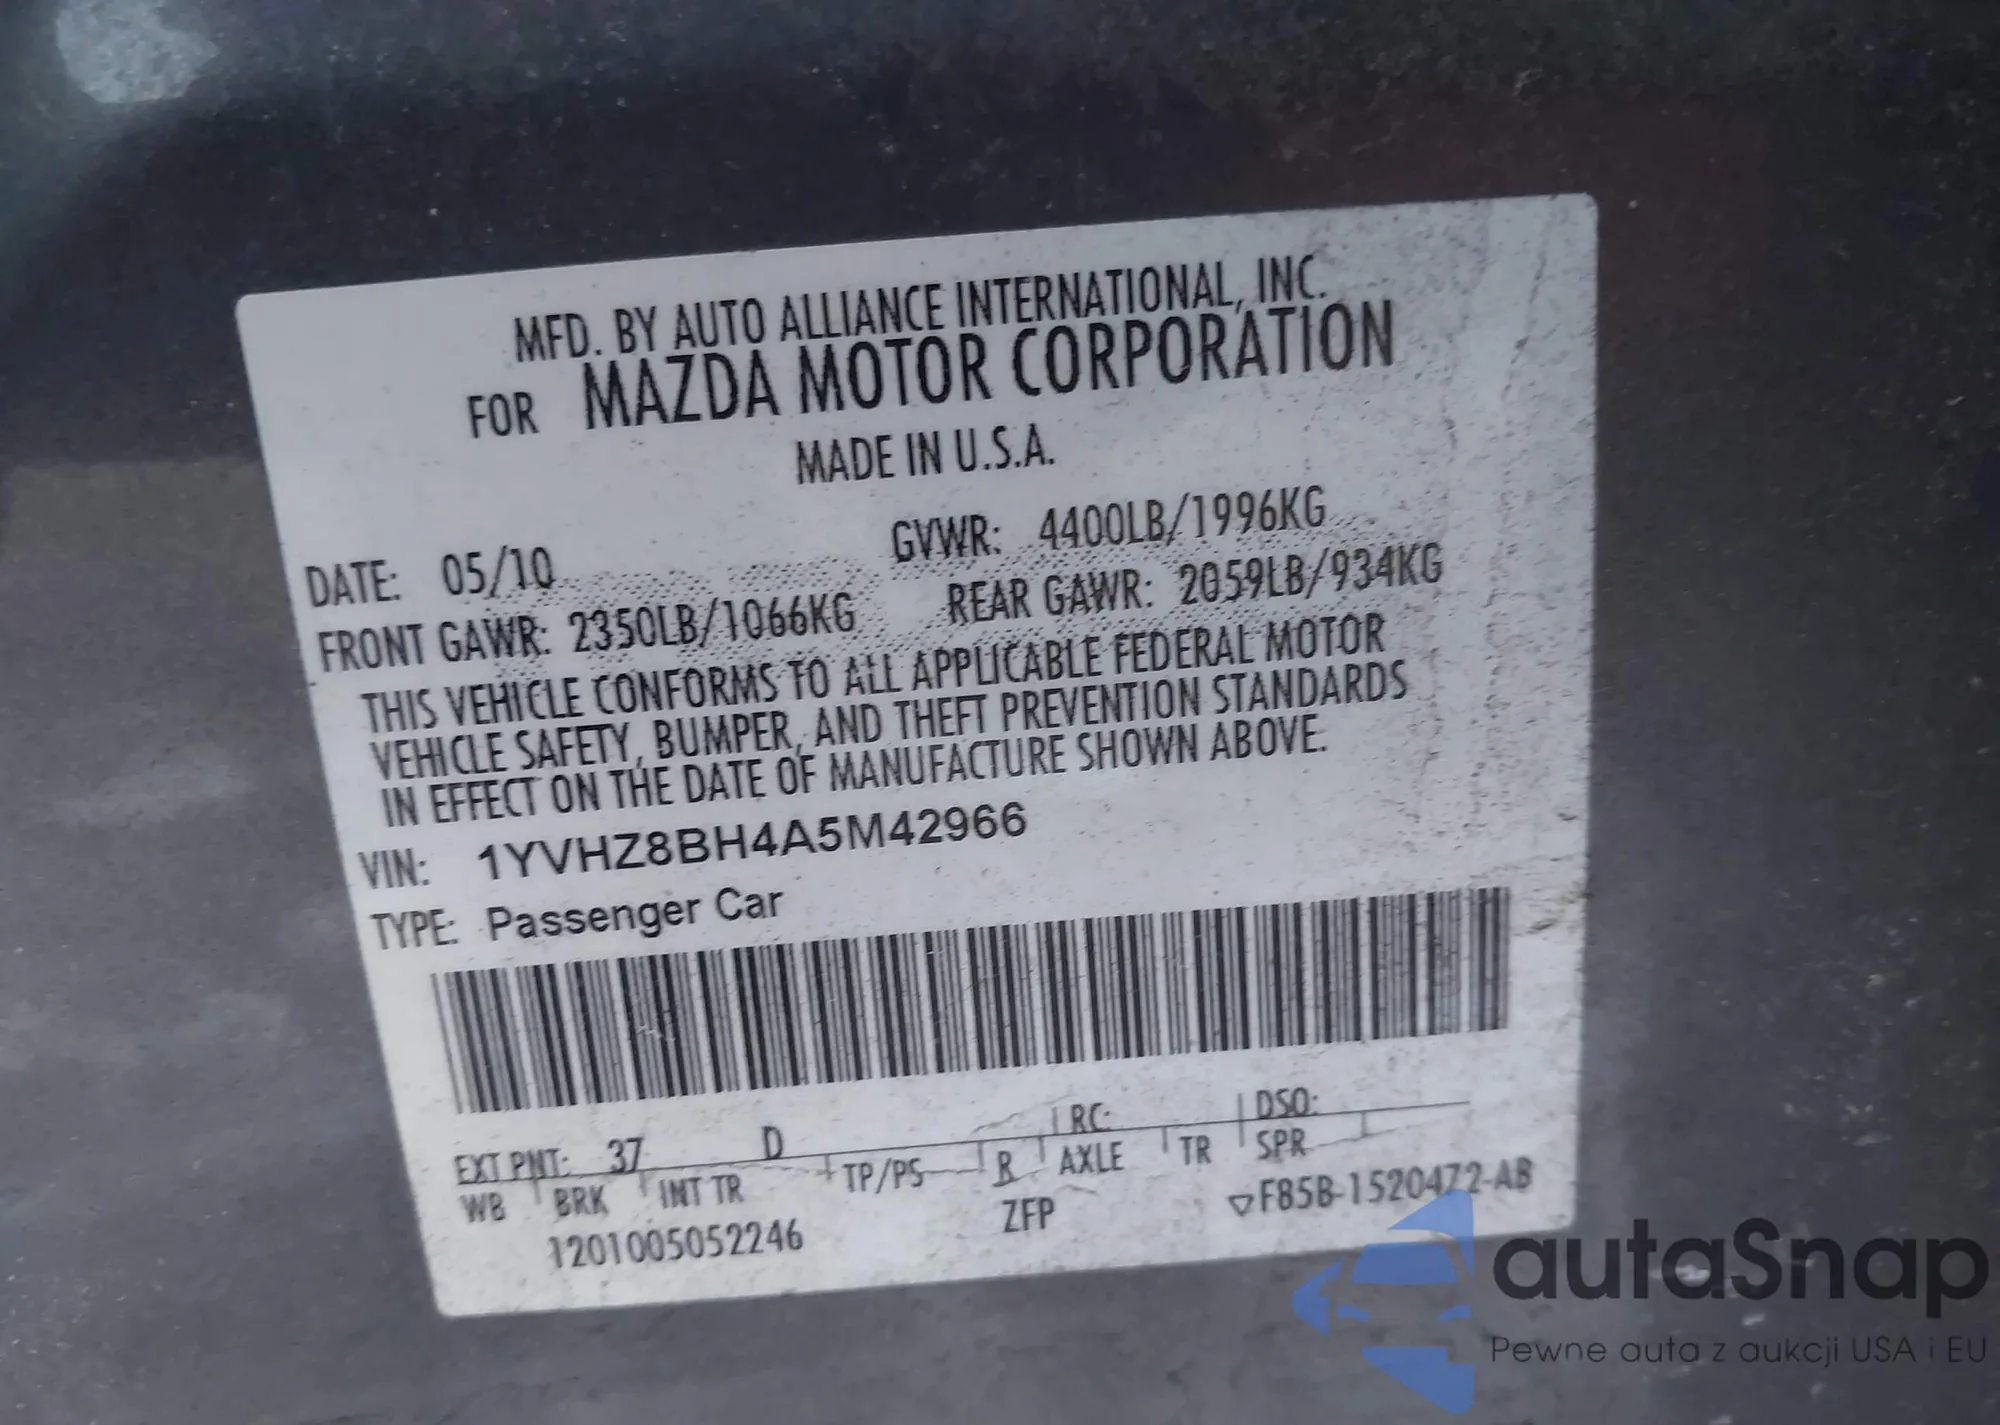 MFD. BY AUTO ALLIANCE INTERNATIONAL, INC.
FOR MAZDA MOTOR CORPORATION
MADE IN U.S.A.
DATE: 05/10 GVWR: 4400LB/1996KG
FRONT GAWR: 2350LB/1066KG REAR GAWR: 2059LB/934KG
THIS VEHICLE CONFORMS TO ALL APPLICABLE FEDERAL MOTOR
VEHICLE SAFETY, BUMPER, AND THEFT PREVENTION STANDARDS
IN EFFECT ON THE DATE OF MANUFACTURE SHOWN ABOVE.
VIN: 1YVHZ8BH4A5M42966
TYPE: Passenger Car
EXT PNT: 37 D RC: DSO:
WB BRK INT TR TP/PS R AXLE TR SPR
1201005052246 ZFP ▽F85B-1520472-AB
autaSnap
Pewne auta z aukcji USA i EU